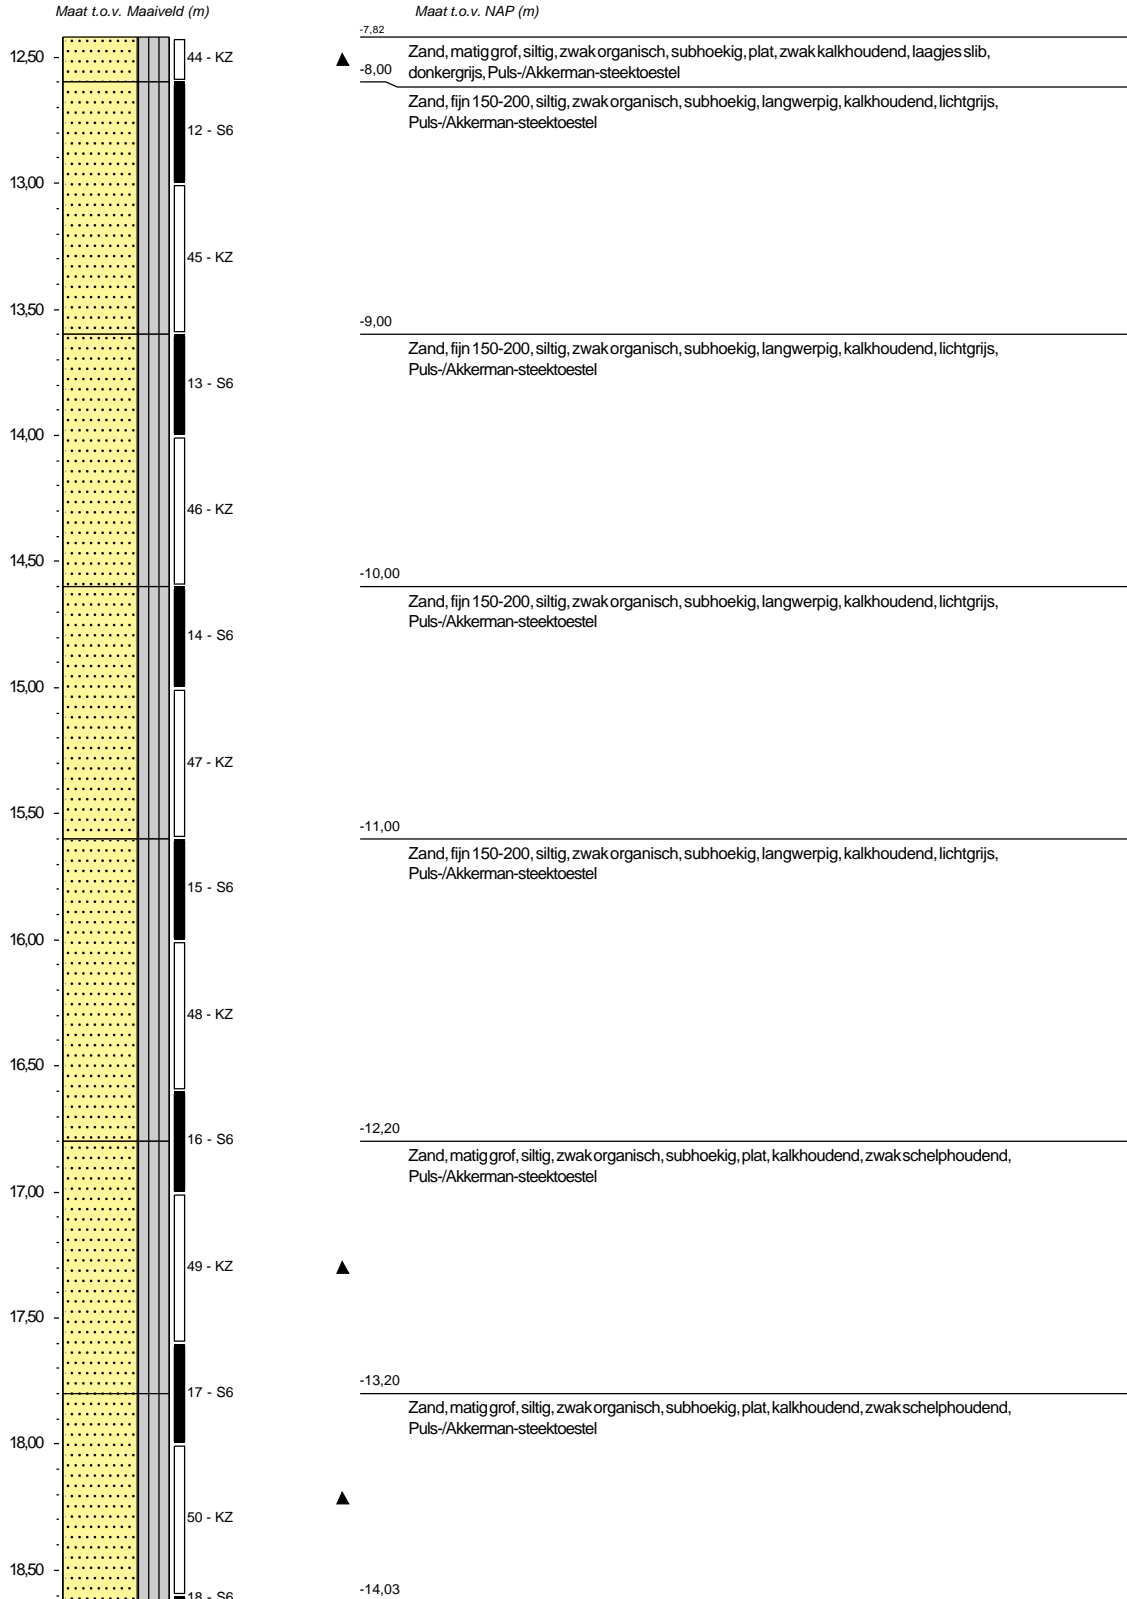 Maat t.o.v. Maaiveld (m)
Maat t.o.v. NAP (m)
-7,82
12,50
44 - KZ
Zand, matig grof, siltig, zwak organisch, subhoekig, plat, zwak kalkhoudend, laagjes slib,
donkergrijs, Puls-/Akkerman-steektoestel
-8,00
Zand, fijn 150-200, siltig, zwak organisch, subhoekig, langwerpig, kalkhoudend, lichtgrijs,
Puls-/Akkerman-steektoestel
12 - S6
13,00
45 - KZ
13,50
-9,00
Zand, fijn 150-200, siltig, zwak organisch, subhoekig, langwerpig, kalkhoudend, lichtgrijs,
Puls-/Akkerman-steektoestel
13 - S6
14,00
46 - KZ
14,50
-10,00
Zand, fijn 150-200, siltig, zwak organisch, subhoekig, langwerpig, kalkhoudend, lichtgrijs,
Puls-/Akkerman-steektoestel
14 - S6
15,00
47 - KZ
15,50
-11,00
Zand, fijn 150-200, siltig, zwak organisch, subhoekig, langwerpig, kalkhoudend, lichtgrijs,
Puls-/Akkerman-steektoestel
15 - S6
16,00
48 - KZ
16,50
-12,20
16 - S6
Zand, matig grof, siltig, zwak organisch, subhoekig, plat, kalkhoudend, zwak schelphoudend,
Puls-/Akkerman-steektoestel
17,00
49 - KZ
17,50
-13,20
17 - S6
Zand, matig grof, siltig, zwak organisch, subhoekig, plat, kalkhoudend, zwak schelphoudend,
Puls-/Akkerman-steektoestel
18,00
50 - KZ
18,50
-14,03
18 - S6